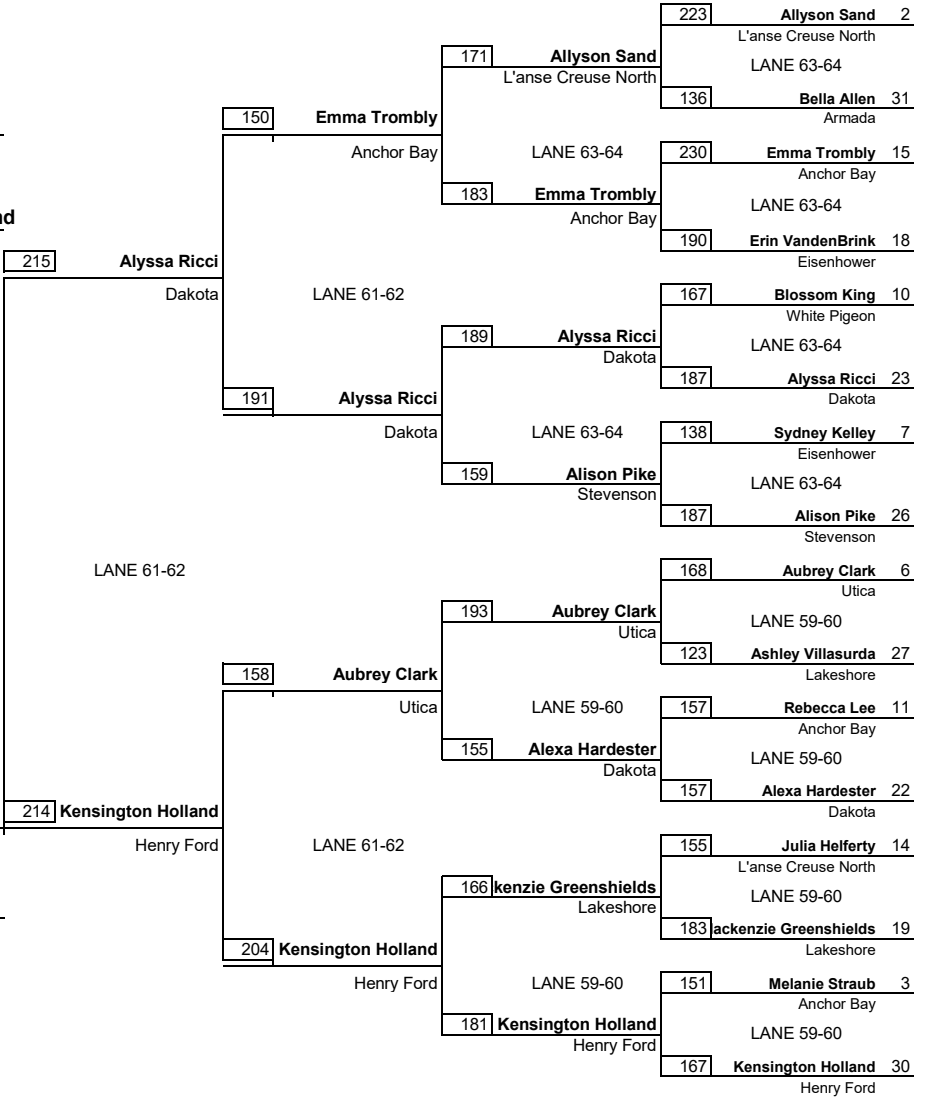 223 Allyson Sand 2
L'anse Creuse North
171 Allyson Sand
LANE 63-64
L'anse Creuse North
136 Bella Allen 31
Armada
150 Emma Trombly
Anchor Bay
LANE 63-64
230 Emma Trombly 15
Anchor Bay
183 Emma Trombly
LANE 63-64
Anchor Bay
190 Erin VandenBrink 18
Eisenhower
215 Alyssa Ricci
Dakota
LANE 61-62
167 Blossom King 10
White Pigeon
189 Alyssa Ricci
LANE 63-64
Dakota
187 Alyssa Ricci 23
Dakota
191 Alyssa Ricci
Dakota
LANE 63-64
138 Sydney Kelley 7
Eisenhower
159 Alison Pike
LANE 63-64
Stevenson
187 Alison Pike 26
Stevenson
LANE 61-62
168 Aubrey Clark 6
Utica
193 Aubrey Clark
LANE 59-60
Utica
123 Ashley Villasurda 27
Lakeshore
158 Aubrey Clark
Utica
LANE 59-60
157 Rebecca Lee 11
Anchor Bay
155 Alexa Hardester
LANE 59-60
Dakota
157 Alexa Hardester 22
Dakota
214 Kensington Holland
Henry Ford
LANE 61-62
155 Julia Helferty 14
L'anse Creuse North
166 kenzie Greenshields
LANE 59-60
Lakeshore
183 ackenzie Greenshields 19
Lakeshore
204 Kensington Holland
Henry Ford
LANE 59-60
151 Melanie Straub 3
Anchor Bay
181 Kensington Holland
LANE 59-60
Henry Ford
167 Kensington Holland 30
Henry Ford